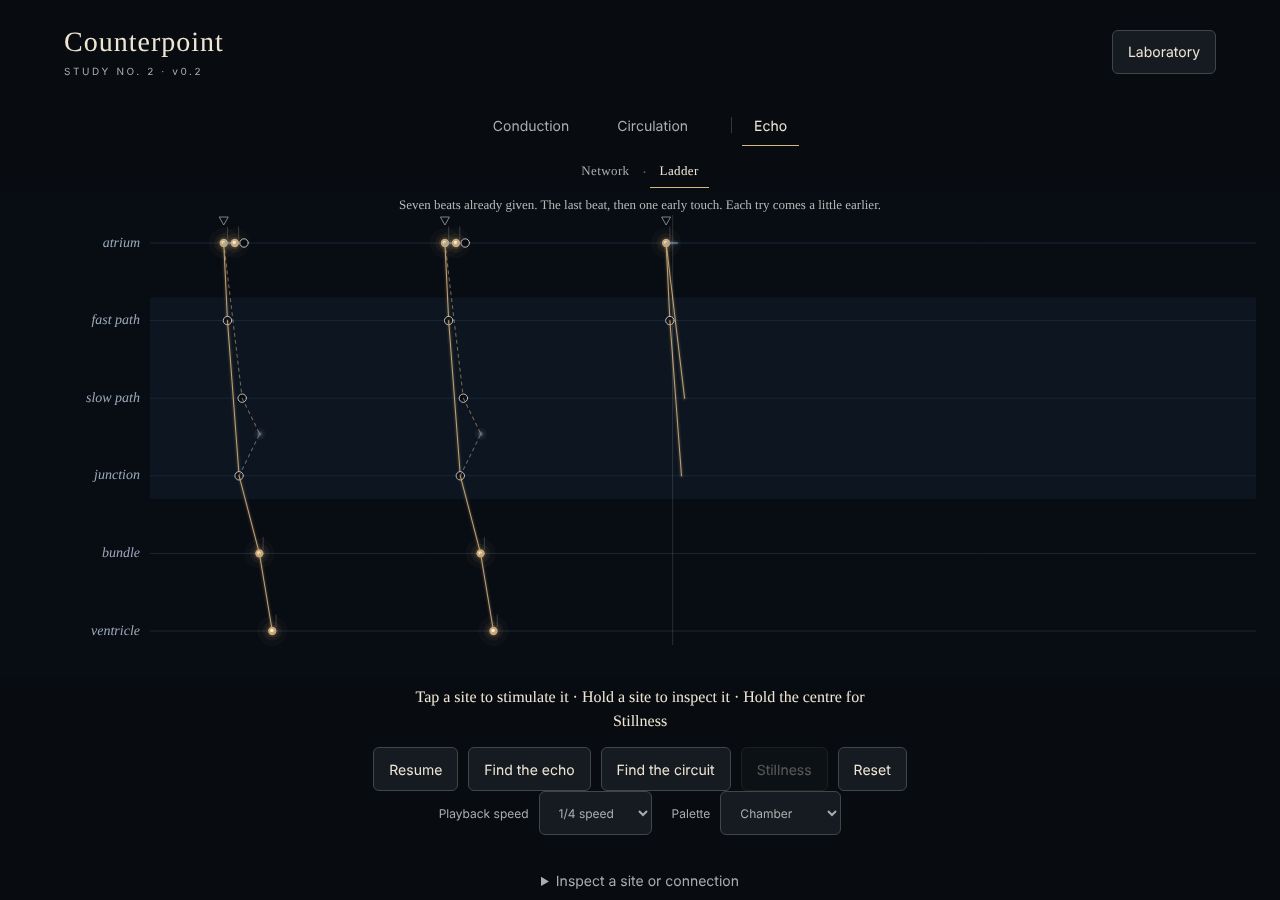 Counterpoint
STUDY NO. 2 · v0.2
Laboratory
Conduction
Circulation
Echo
Network · Ladder
Seven beats already given. The last beat, then one early touch. Each try comes a little earlier.
atrium
fast path
slow path
junction
bundle
ventricle
Tap a site to stimulate it · Hold a site to inspect it · Hold the centre for
Stillness
Resume
Find the echo
Find the circuit
Stillness
Reset
Playback speed
1/4 speed
Palette
Chamber
Inspect a site or connection